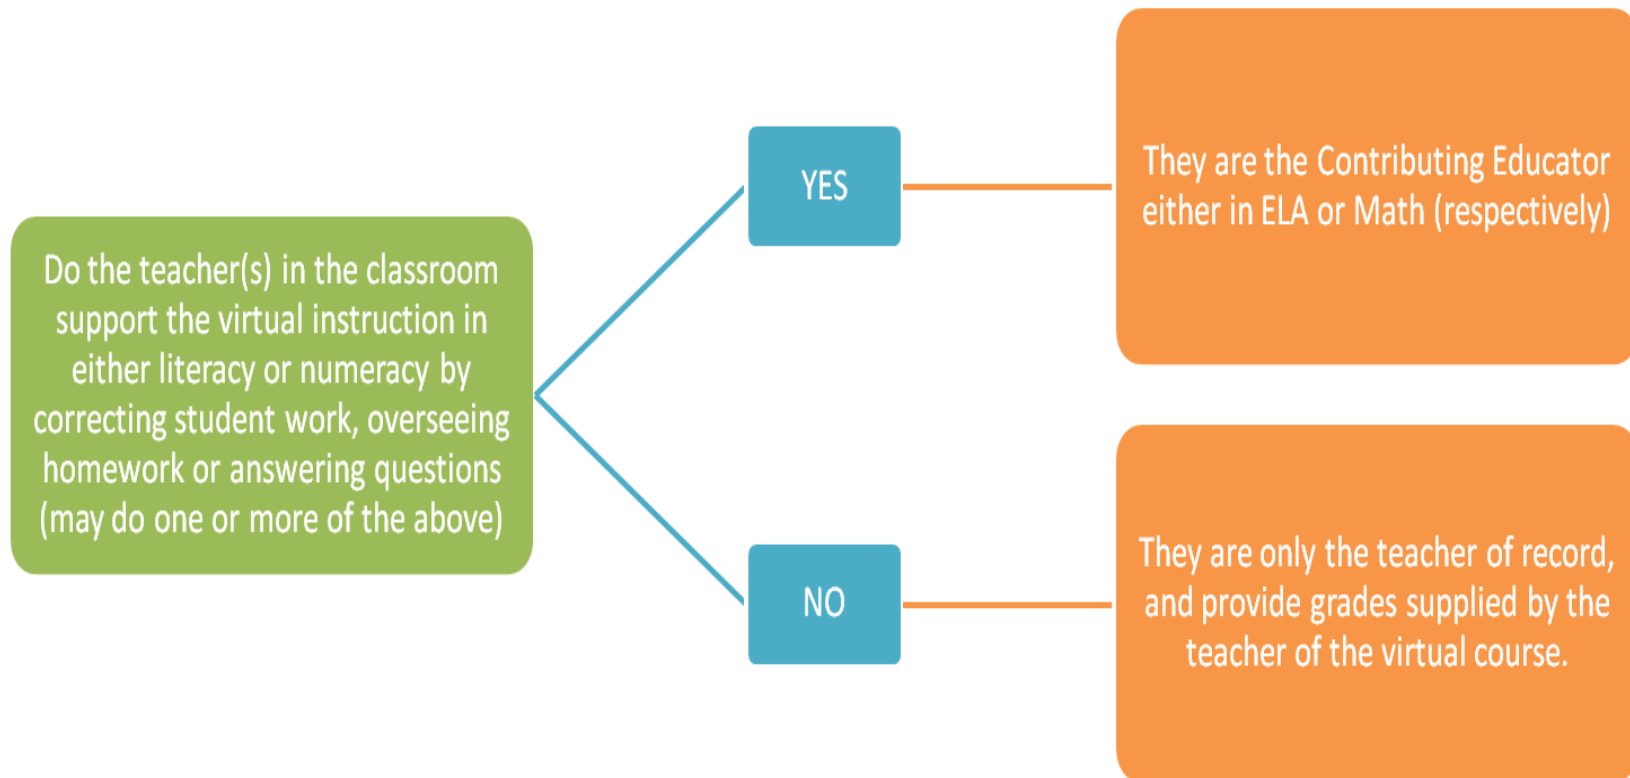 Do the teacher(s) in the classroom
support the virtual instruction in
either literacy or numeracy by
correcting student work, overseeing
homework or answering questions
(may do one or more of the above)
YES
They are the Contributing Educator
either in ELA or Math (respectively)
NO
They are only the teacher of record,
and provide grades supplied by the
teacher of the virtual course.